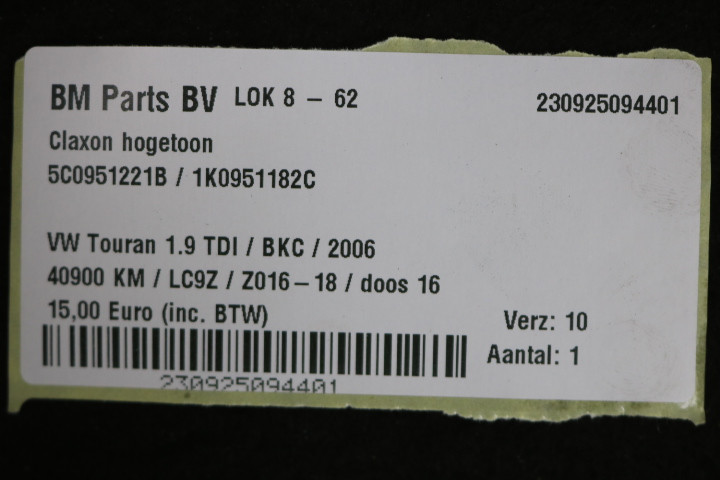 BM Parts BV LOK 8 - 62 230925094401
Claxon hogetoon
5C0951221B / 1K0951182C
VW Touran 1.9 TDI / BKC / 2006
40900 KM / LC9Z / Z016-18 / doos 16
15,00 Euro (inc. BTW)
Verz: 10
Aantal: 1
230925094401